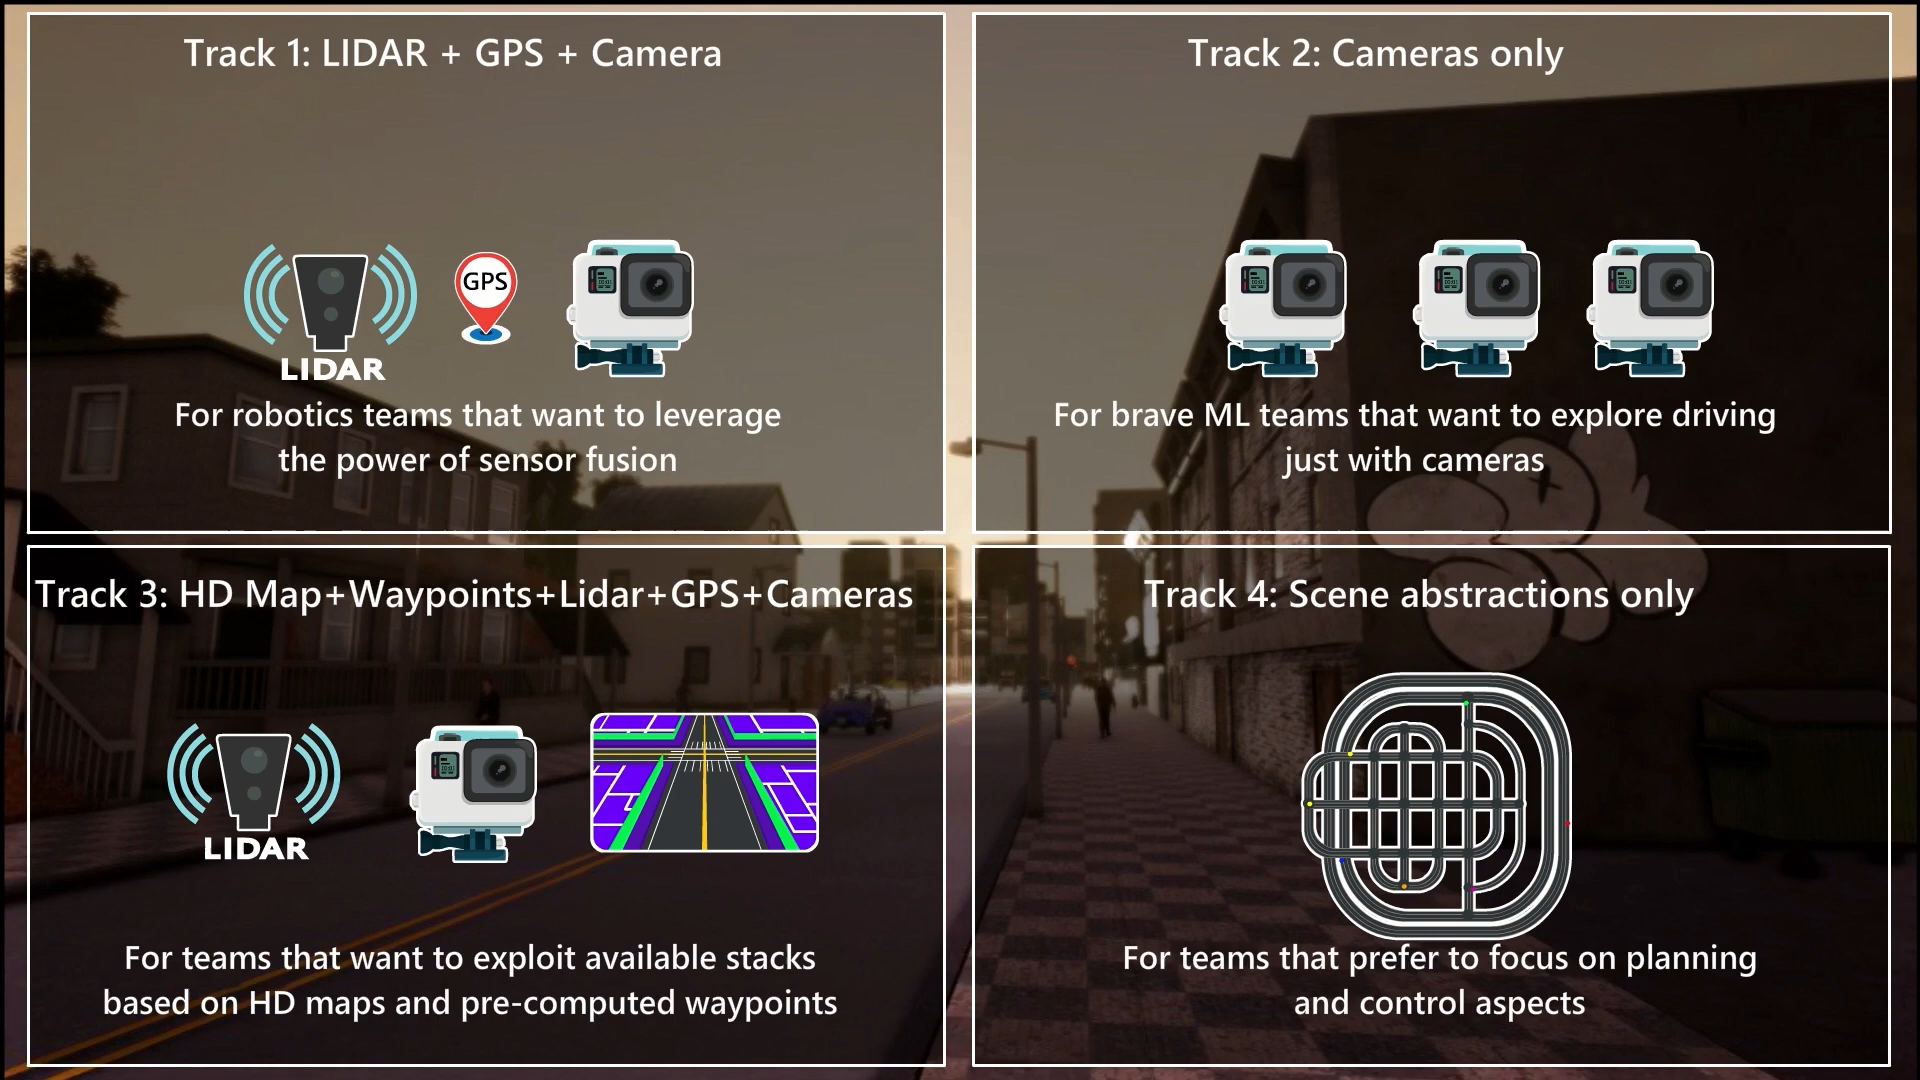 Track 1: LIDAR + GPS + Camera
GPS
LIDAR
For robotics teams that want to leverage
the power of sensor fusion
Track 2: Cameras only
For brave ML teams that want to explore driving
just with cameras
Track 3: HD Map+Waypoints+Lidar+GPS+Cameras
LIDAR
For teams that want to exploit available stacks
based on HD maps and pre-computed waypoints
Track 4: Scene abstractions only
For teams that prefer to focus on planning
and control aspects